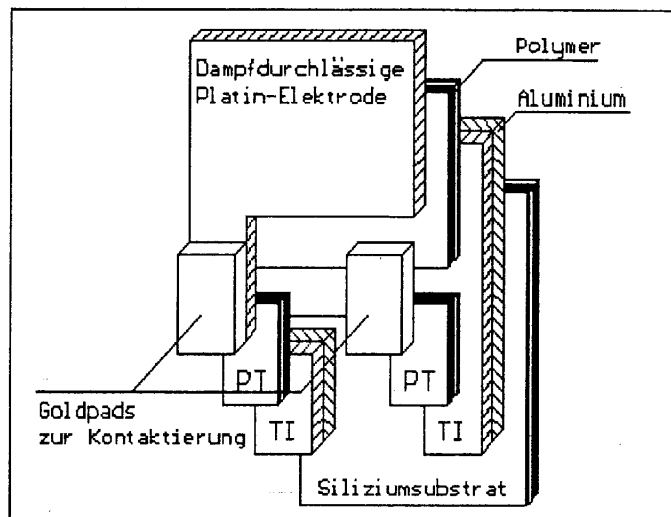 Dampfdurchlässige
Platin-Elektrode
Polymer
Aluminium
PT
PT
TI
TI
Goldpads
zur Kontaktierung
Siliziumsubstrat